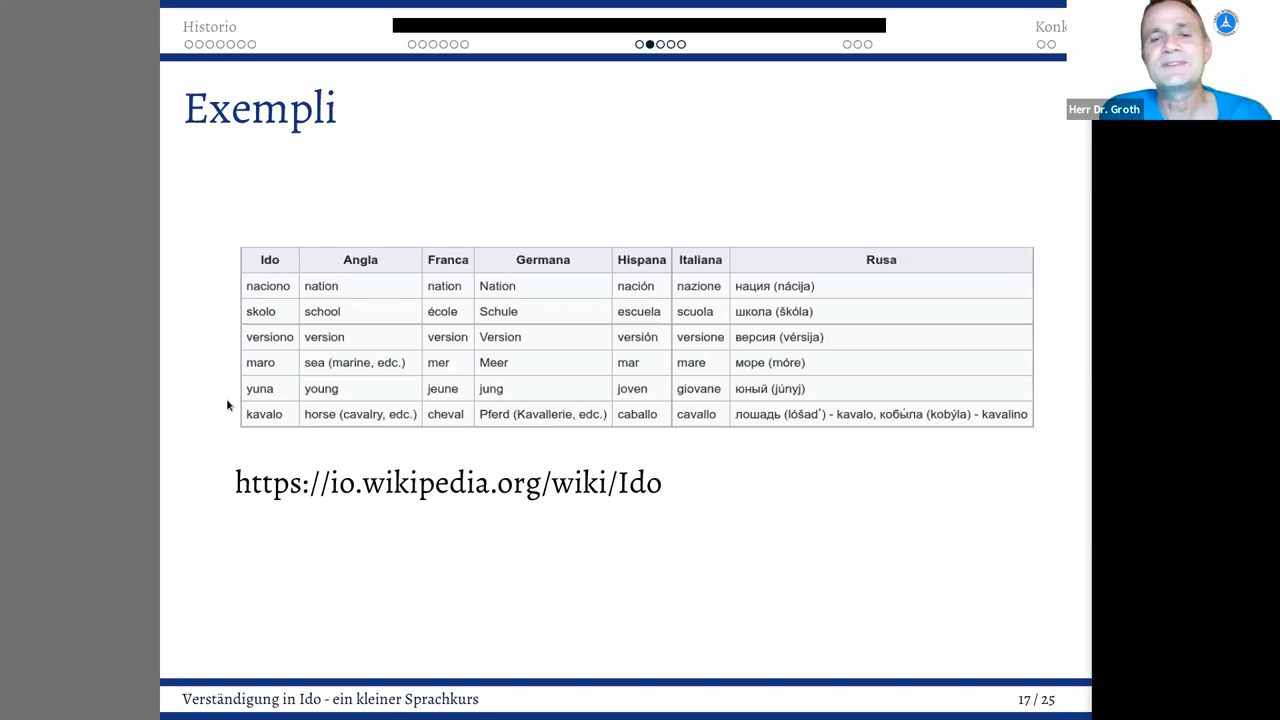 Historio Konk
Herr Dr. Groth
Exempli
Ido Angla Franca Germana Hispana Italiana Rusa
naciono nation nation Nation nación nazione нация (nácija)
skolo school école Schule escuela scuola школа (škóla)
versiono version version Version versión versione версия (vérsija)
maro sea (marine, edc.) mer Meer mar mare море (móre)
yuna young jeune jung joven giovane юный (júnyj)
kavalo horse (cavalry, edc.) cheval Pferd (Kavallerie, edc.) caballo cavallo лошадь (lóšadʹ) - kavalo, кобы́ла (kobýla) - kavalino
https://io.wikipedia.org/wiki/Ido
Verständigung in Ido - ein kleiner Sprachkurs 17 / 25